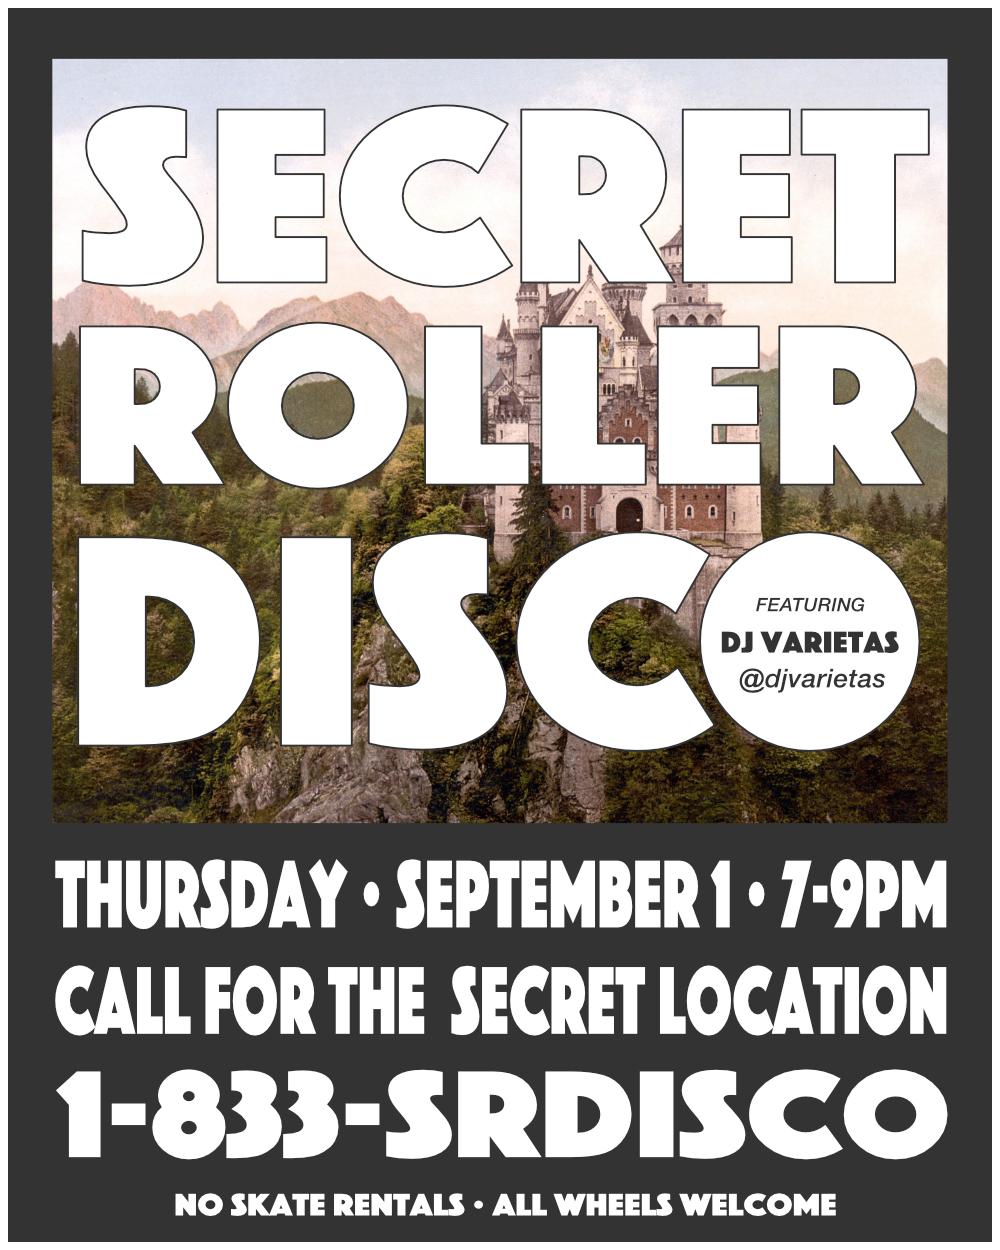 SECRET
ROLLER
DISCO
FEATURING
DJ VARIETAS
@djvarietas
THURSDAY • SEPTEMBER 1 • 7-9PM
CALL FOR THE SECRET LOCATION
1-833-SRDISCO
NO SKATE RENTALS • ALL WHEELS WELCOME